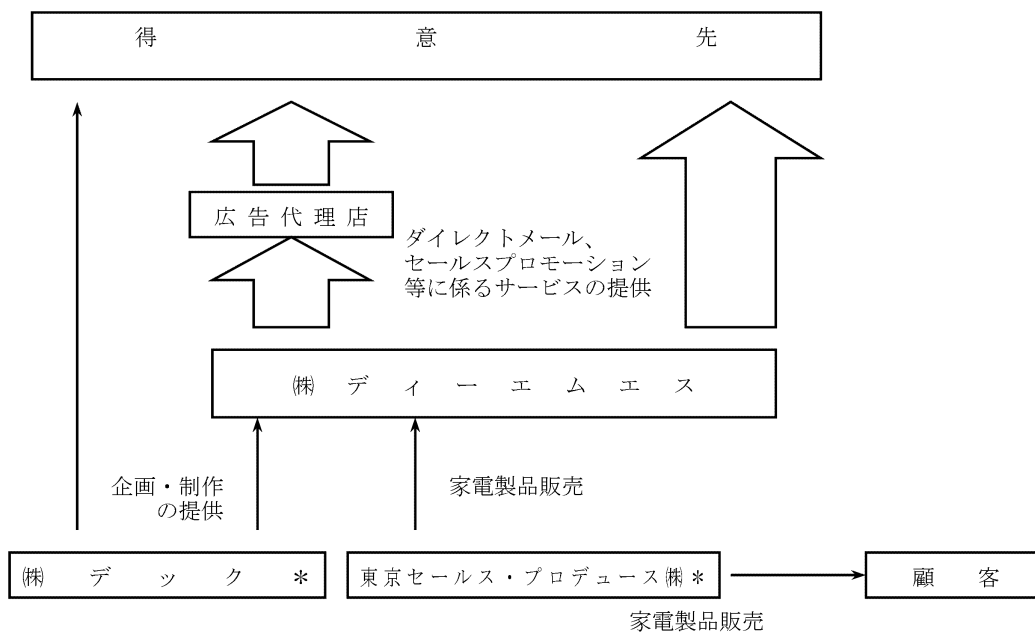 得意先
広告代理店
ダイレクトメール、
セールスプロモーション
等に係るサービスの提供
㈱ディーエムエス
企画・制作
の提供
家電製品販売
㈱デック＊
東京セールス・プロデュース㈱＊
顧客
家電製品販売